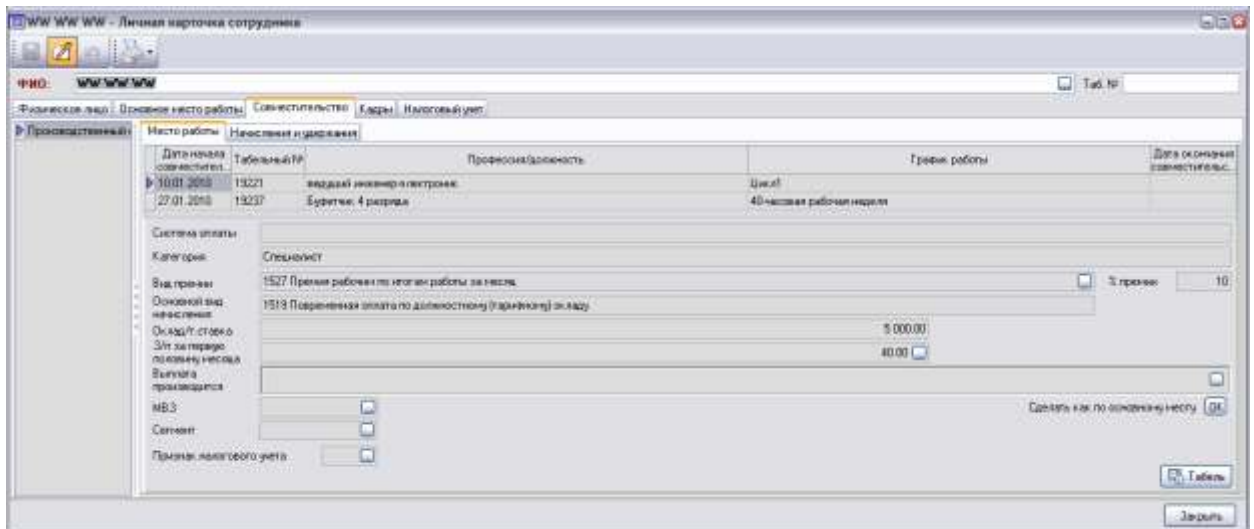 WW WW WW - Личная карточка сотрудника
ФИО: WW WW WW Таб. №
Физическое лицо Основное место работы Совместительство Кадры Налоговый учет
Производственный
Место работы Начисления и удержания
Дата начала совместител... Табельный № Профессия/должность График работы Дата окончания совместительс...
10.01.2010 19221 ведущий инженер-электроник Цикл1
27.01.2010 19237 Буфетчик 4 разряда 40-часовая рабочая неделя
Система оплаты
Категория Специалист
Вид премии 1527 Премия рабочим по итогам работы за месяц % премии 10
Основной вид начисления 1519 Повременная оплата по должностному (тарифному) окладу
Оклад/т.ставка 5 000.00
З/п за первую половину месяца 40.00
Выплата производится
МВЗ Сделать как по основному месту ОК
Сегмент
Признак налогового учета
Табель
Закрыть